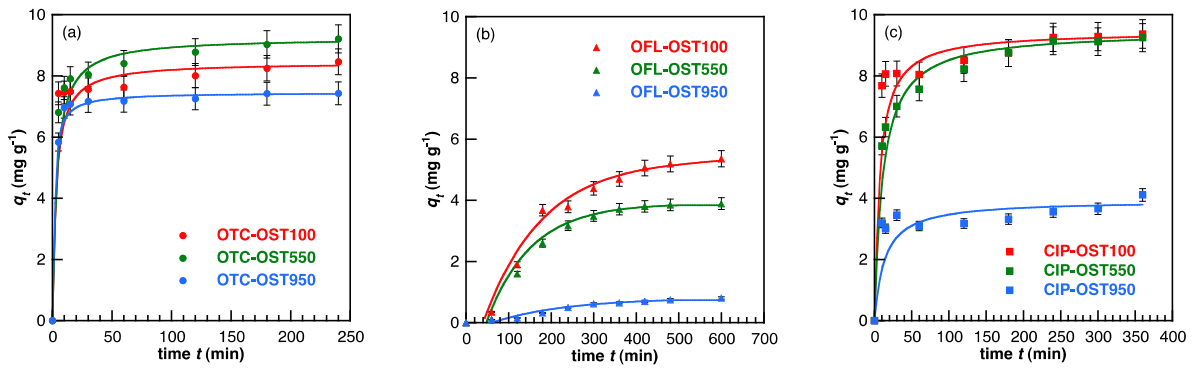 (a)
10
8
6
4
2
0
qt (mg g-1)
OTC-OST100
OTC-OST550
OTC-OST950
0 50 100 150 200 250
time t (min)
(b)
10
8
6
4
2
0
qt (mg g-1)
OFL-OST100
OFL-OST550
OFL-OST950
0 100 200 300 400 500 600 700
time t (min)
(c)
10
8
6
4
2
0
qt (mg g-1)
CIP-OST100
CIP-OST550
CIP-OST950
0 50 100 150 200 250 300 350 400
time t (min)